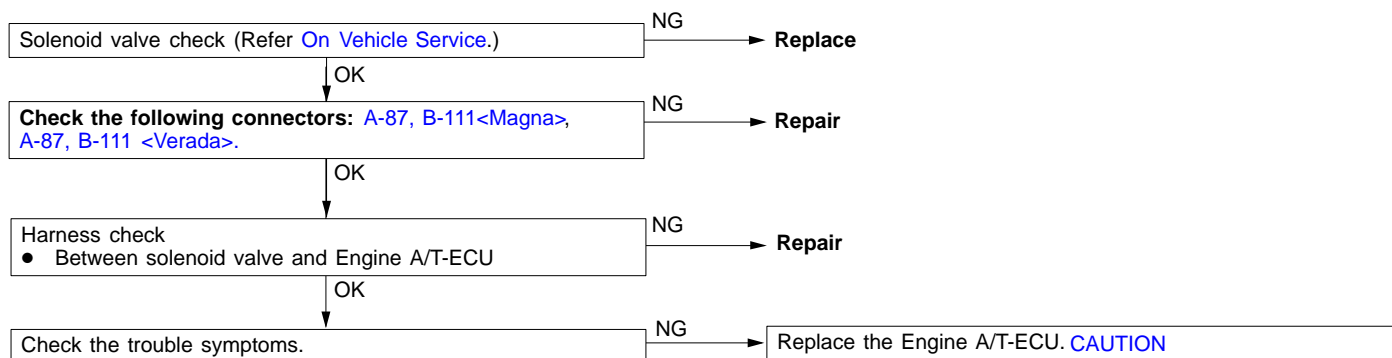 NG
Solenoid valve check (Refer On Vehicle Service.)
Replace
OK
Check the following connectors: A-87, B-111<Magna>,
A-87, B-111 <Verada>.
NG
Repair
OK
Harness check
● Between solenoid valve and Engine A/T-ECU
NG
Repair
OK
Check the trouble symptoms.
NG
Replace the Engine A/T-ECU. CAUTION